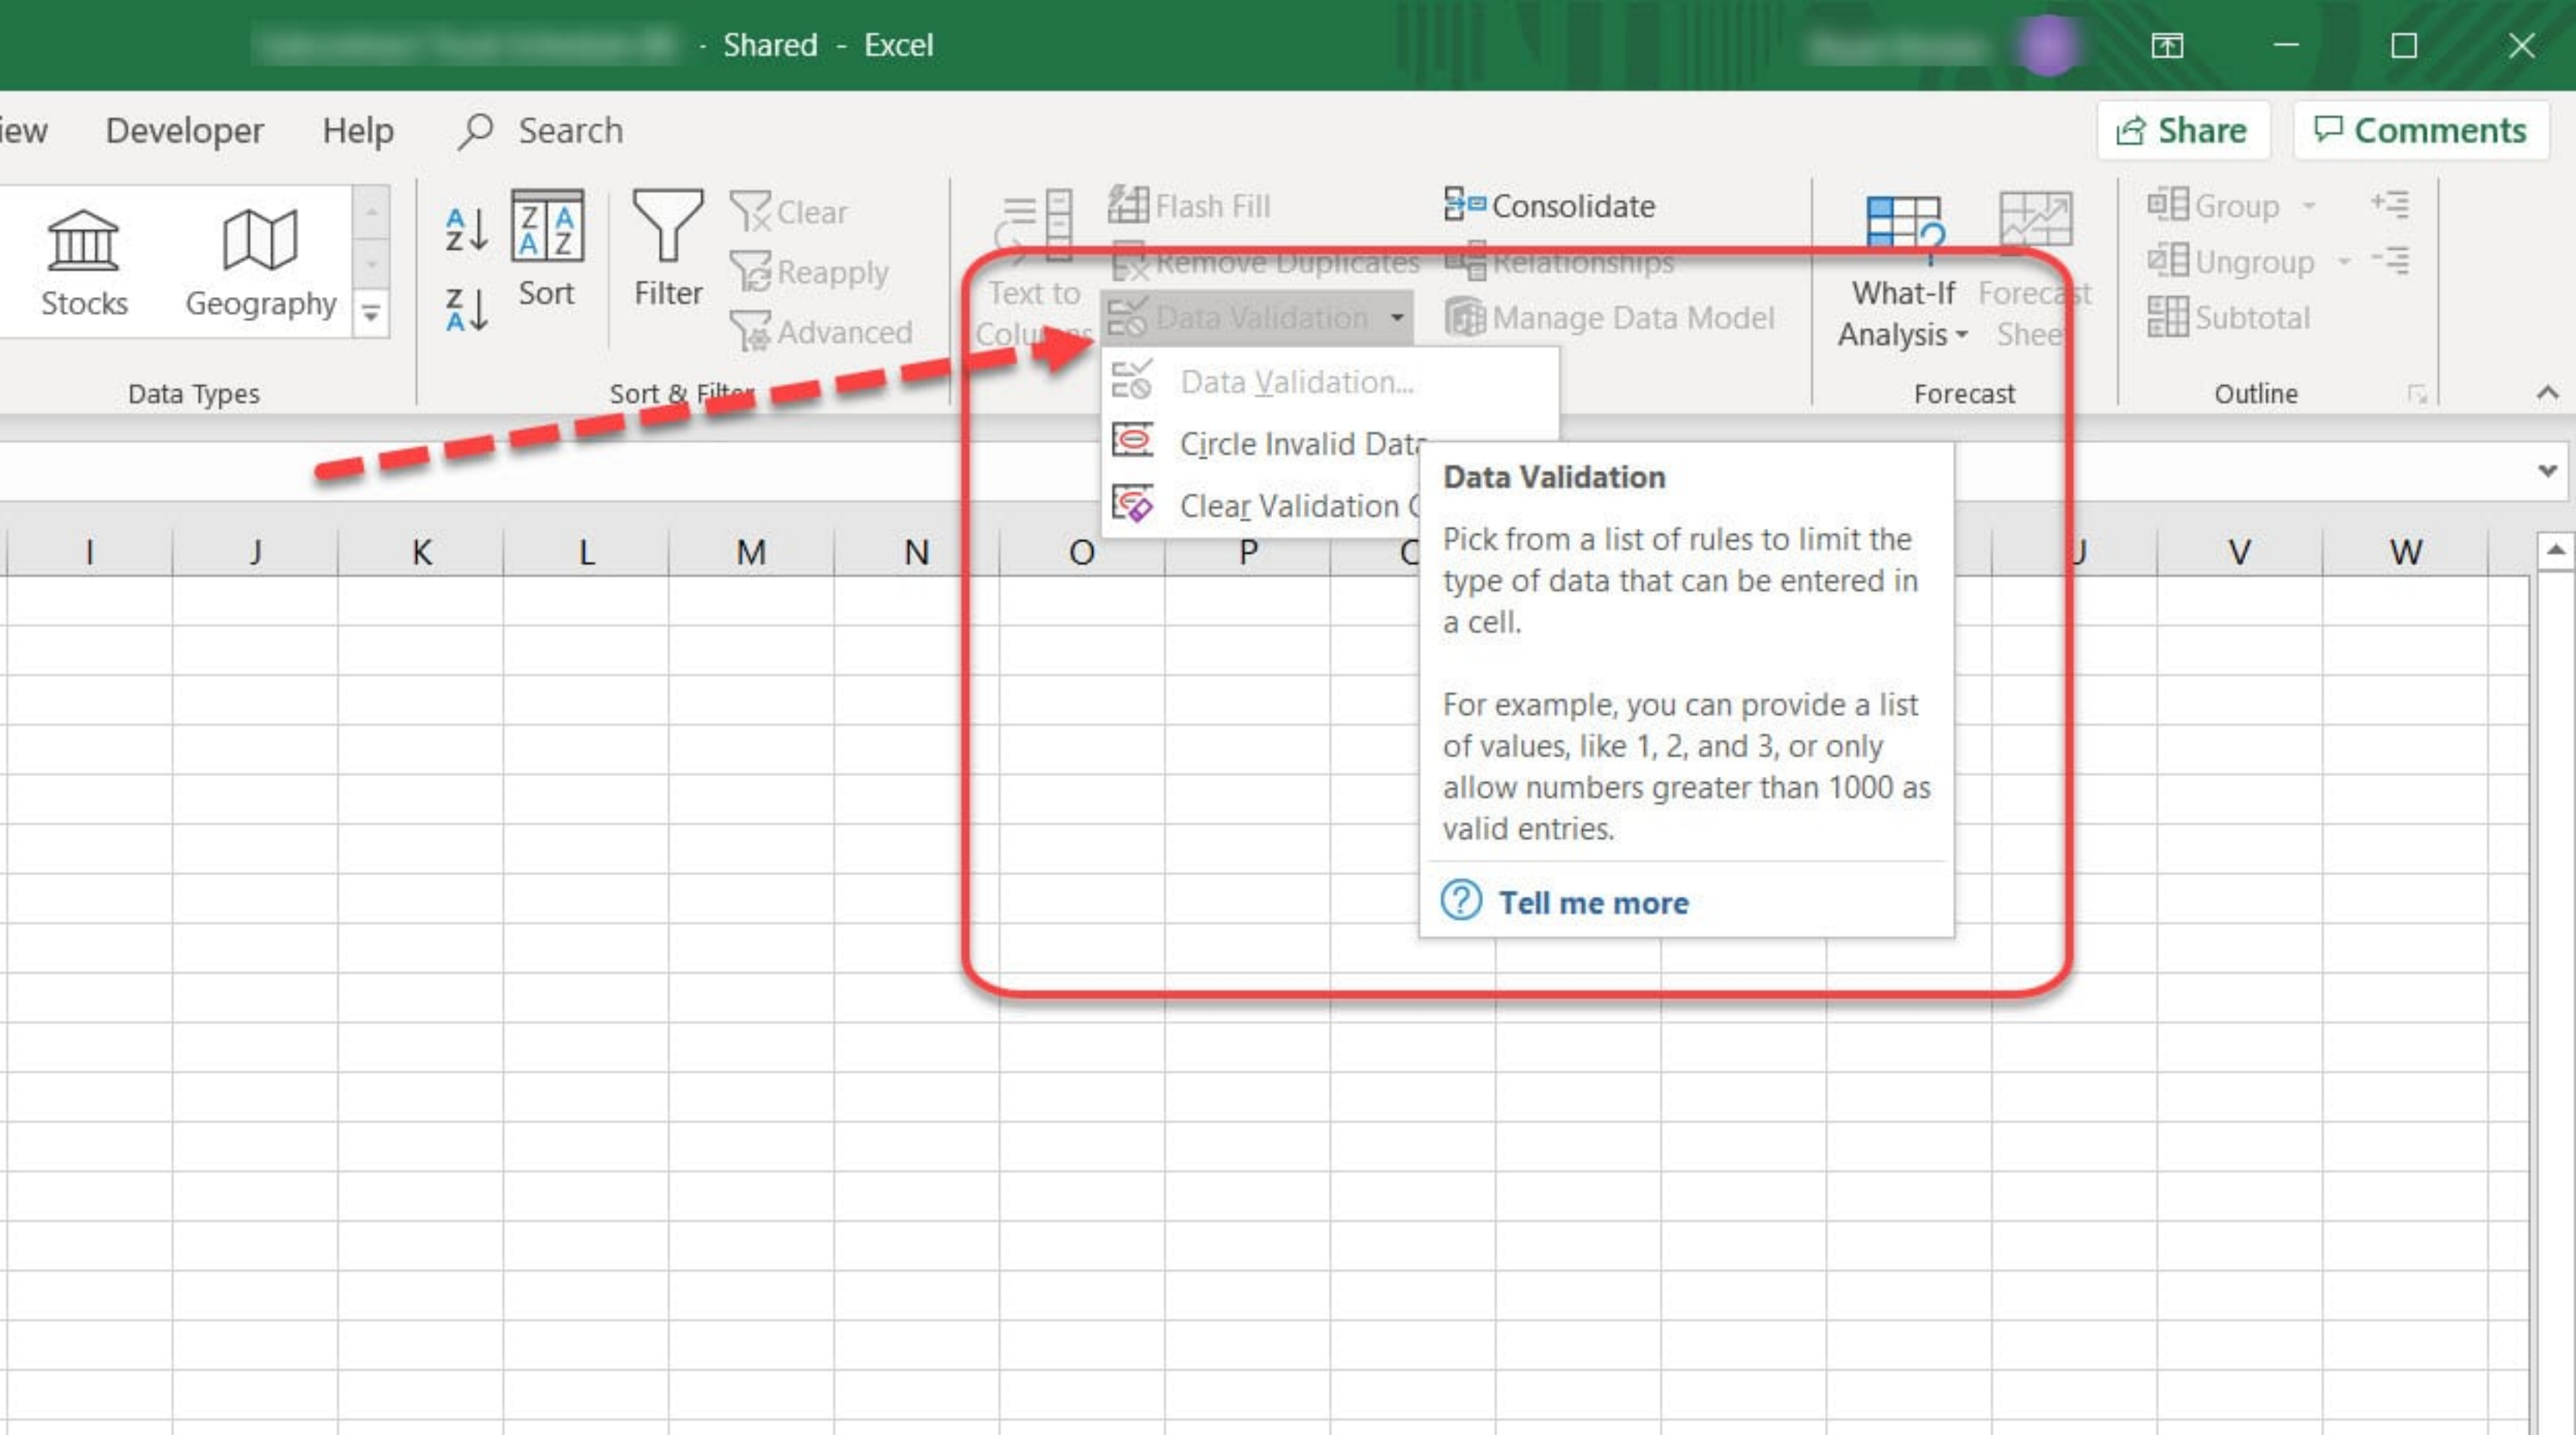 - Shared - Excel
iew Developer Help Search Share Comments
Stocks Geography
Data Types
Sort
Filter
Clear
Reapply
Advanced
Sort & Filter
Text to
Columns
Flash Fill
Remove Duplicates
Data Validation
Consolidate
Relationships
Manage Data Model
What-If
Analysis
Forecast
Sheet
Forecast
Group
Ungroup
Subtotal
Outline
Data Validation...
Circle Invalid Data
Clear Validation C
Data Validation
Pick from a list of rules to limit the
type of data that can be entered in
a cell.
For example, you can provide a list
of values, like 1, 2, and 3, or only
allow numbers greater than 1000 as
valid entries.
Tell me more
I J K L M N O P U V W